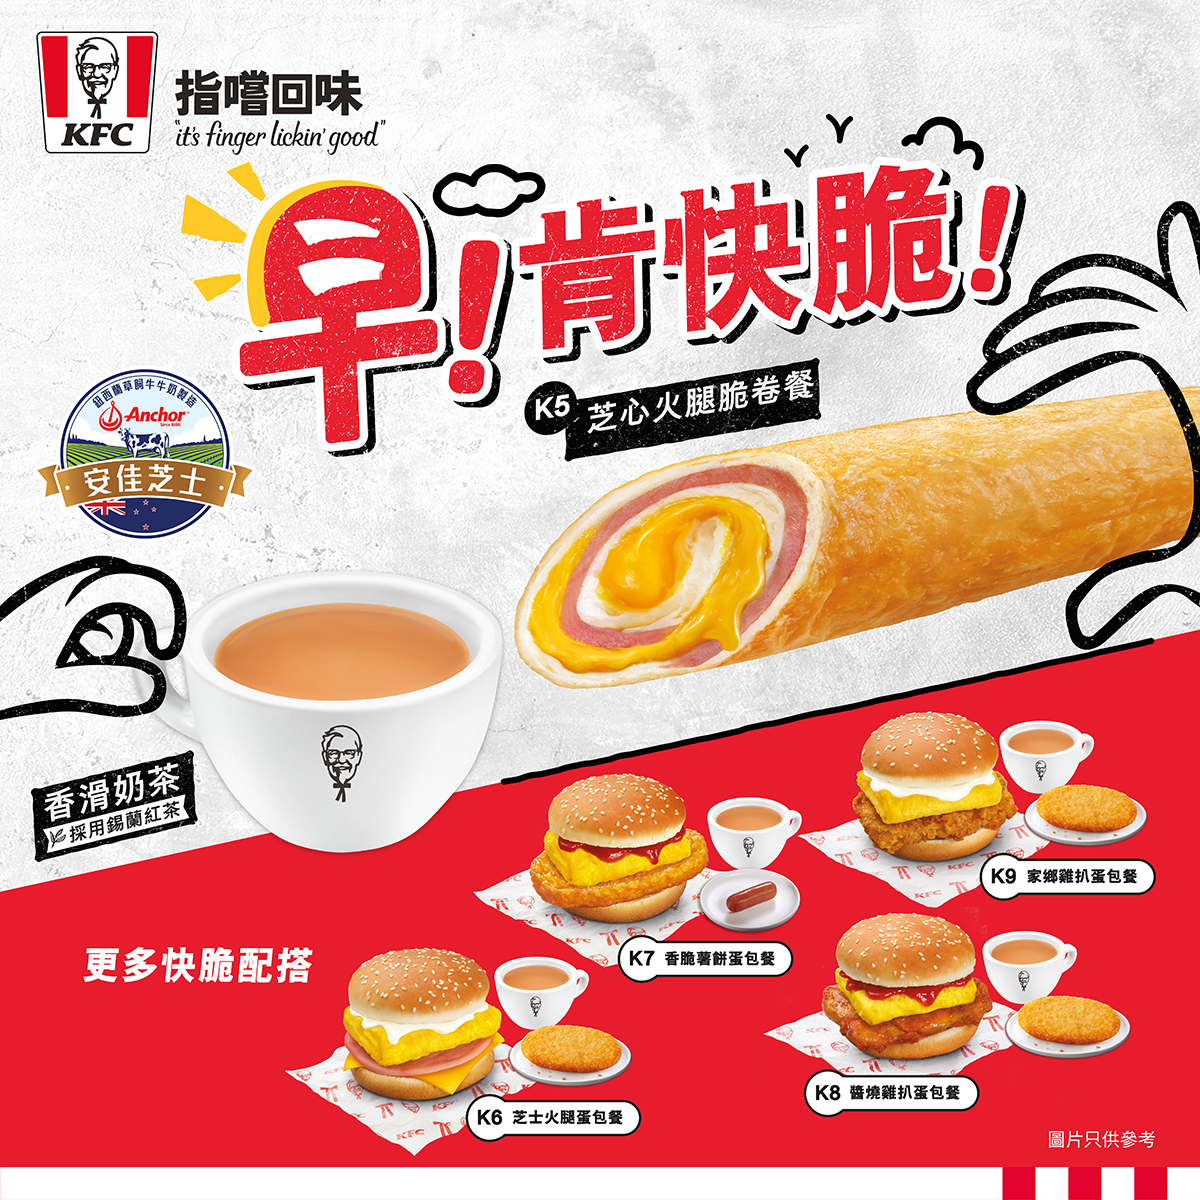 KFC
指嚐回味
"it's finger lickin' good"
早!肯快脆!
K5 芝心火腿脆卷餐
紐西蘭草飼牛牛奶製造
Anchor
Since 1886
安佳芝士
香滑奶茶
採用錫蘭紅茶
K9 家鄉雞扒蛋包餐
K7 香脆薯餅蛋包餐
更多快脆配搭
K8 醬燒雞扒蛋包餐
K6 芝士火腿蛋包餐
圖片只供參考